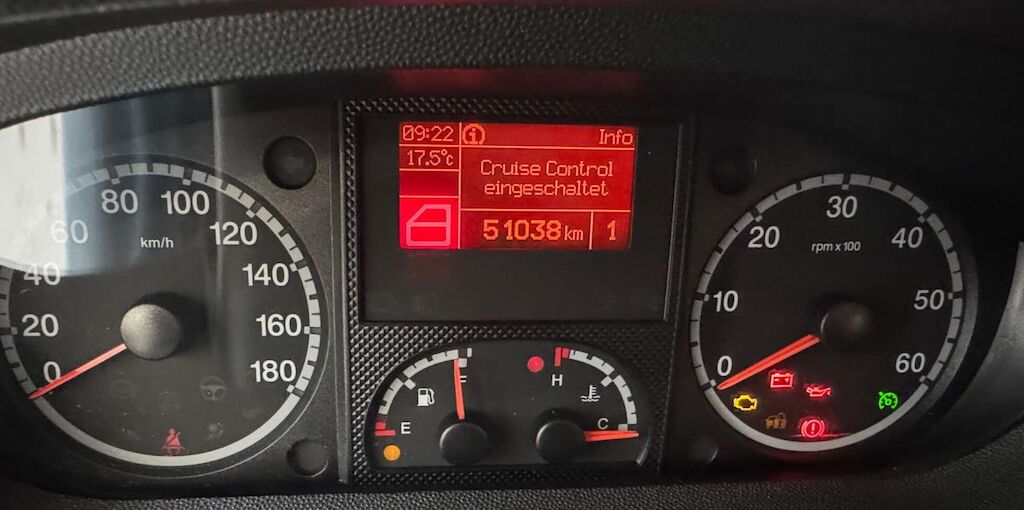 09:22 Info
17.5°c
Cruise Control
eingeschaltet
51038 km 1
0
20
40
60
80
100
120
140
160
180
km/h
E
F
H
C
0
10
20
30
40
50
60
rpm x 100